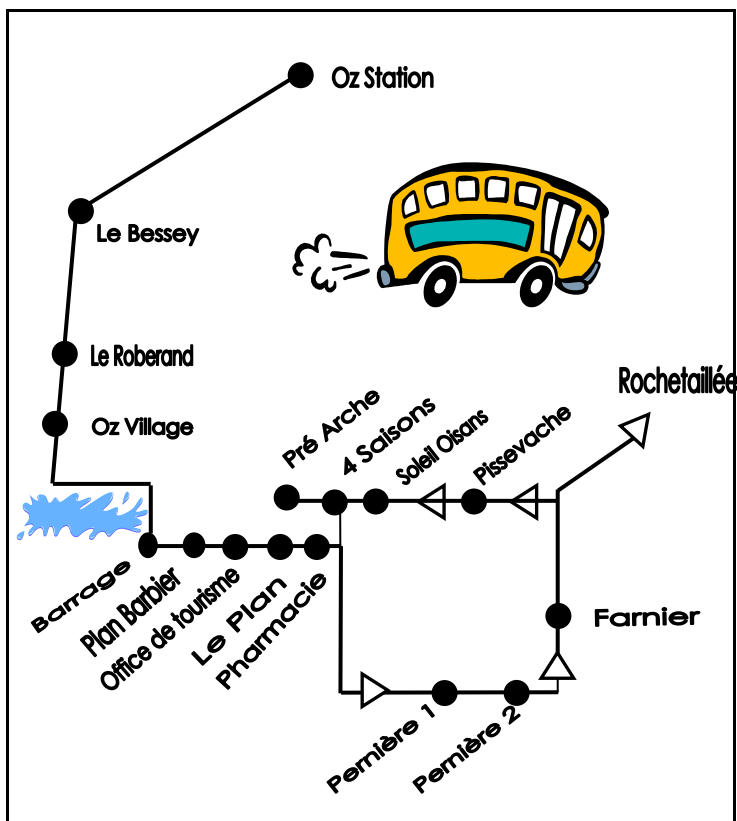 Oz Station
Le Bessey
Le Roberand
Oz Village
Rochetaillée
Pré Arche
4 Saisons
Soleil Oisans
Pissevache
Barrage
Plan Barbier
Office de tourisme
Le Plan
Pharmacie
Farnier
Pernière 1
Pernière 2